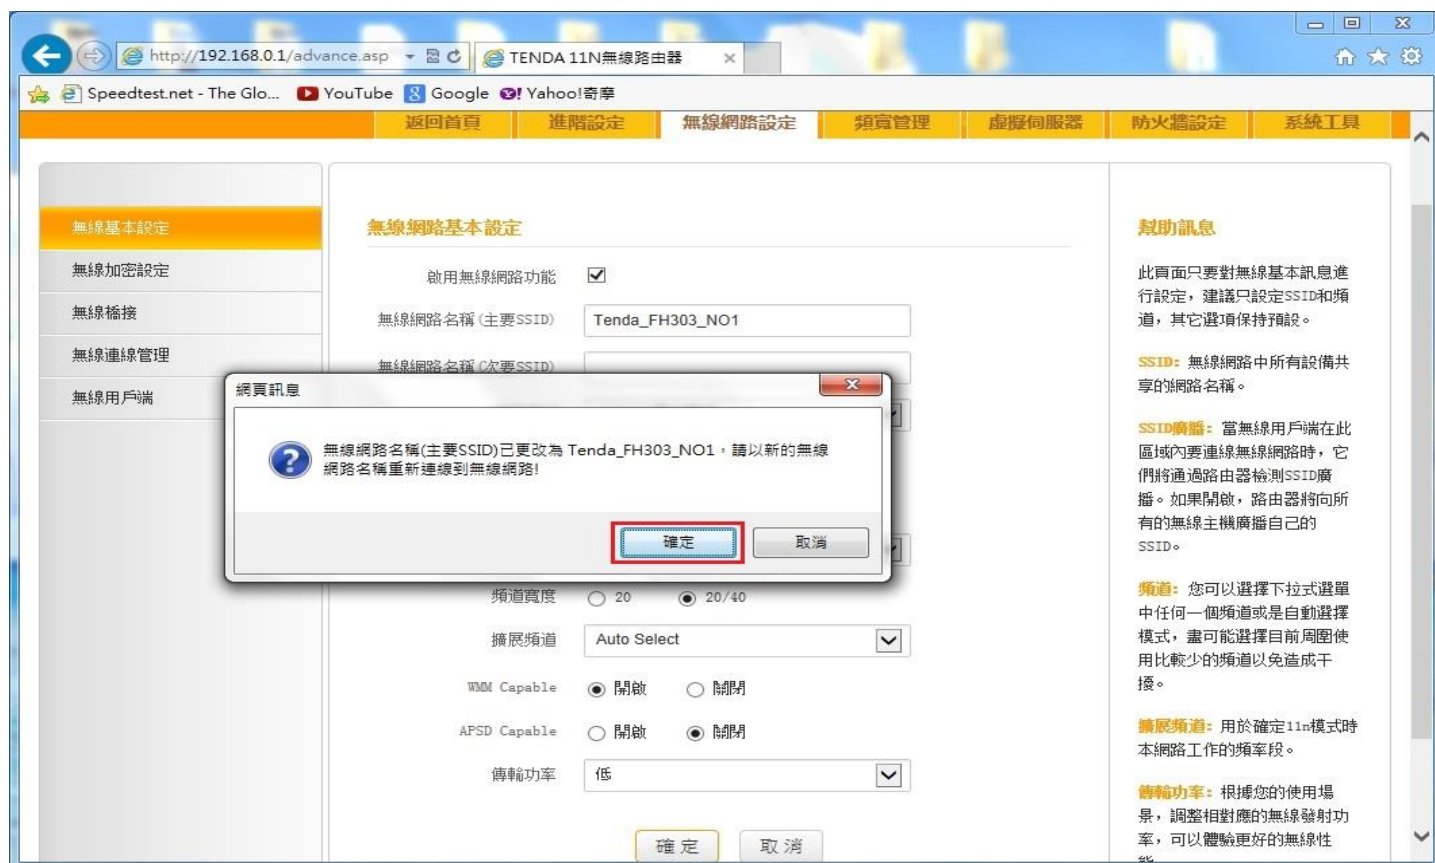 http://192.168.0.1/advance.asp
TENDA 11N無線路由器
Speedtest.net - The Glo... YouTube Google Yahoo!奇摩
返回首頁 進階設定 無線網路設定 頻寬管理 虛擬伺服器 防火牆設定 系統工具
無線基本設定
無線加密設定
無線橋接
無線連線管理
無線用戶端
無線網路基本設定
啟用無線網路功能
無線網路名稱(主要SSID) Tenda_FH303_NO1
無線網路名稱(次要SSID)
網頁訊息
無線網路名稱(主要SSID)已更改為 Tenda_FH303_NO1，請以新的無線
網路名稱重新連線到無線網路!
確定 取消
頻道寬度 20 20/40
擴展頻道 Auto Select
WMM Capable 開啟 關閉
APSD Capable 開啟 關閉
傳輸功率 低
確定 取消
幫助訊息
此頁面只要對無線基本訊息進
行設定，建議只設定SSID和頻
道，其它選項保持預設。
SSID：無線網路中所有設備共
享的網路名稱。
SSID廣播：當無線用戶端在此
區域內要連線無線網路時，它
們將通過路由器檢測SSID廣
播。如果開啟，路由器將向所
有的無線主機廣播自己的
SSID。
頻道：您可以選擇下拉式選單
中任何一個頻道或是自動選擇
模式，盡可能選擇目前周圍使
用比較少的頻道以免造成干
擾。
擴展頻道：用於確定11n模式時
本網路工作的頻率段。
傳輸功率：根據您的使用場
景，調整相對應的無線發射功
率，可以體驗更好的無線性